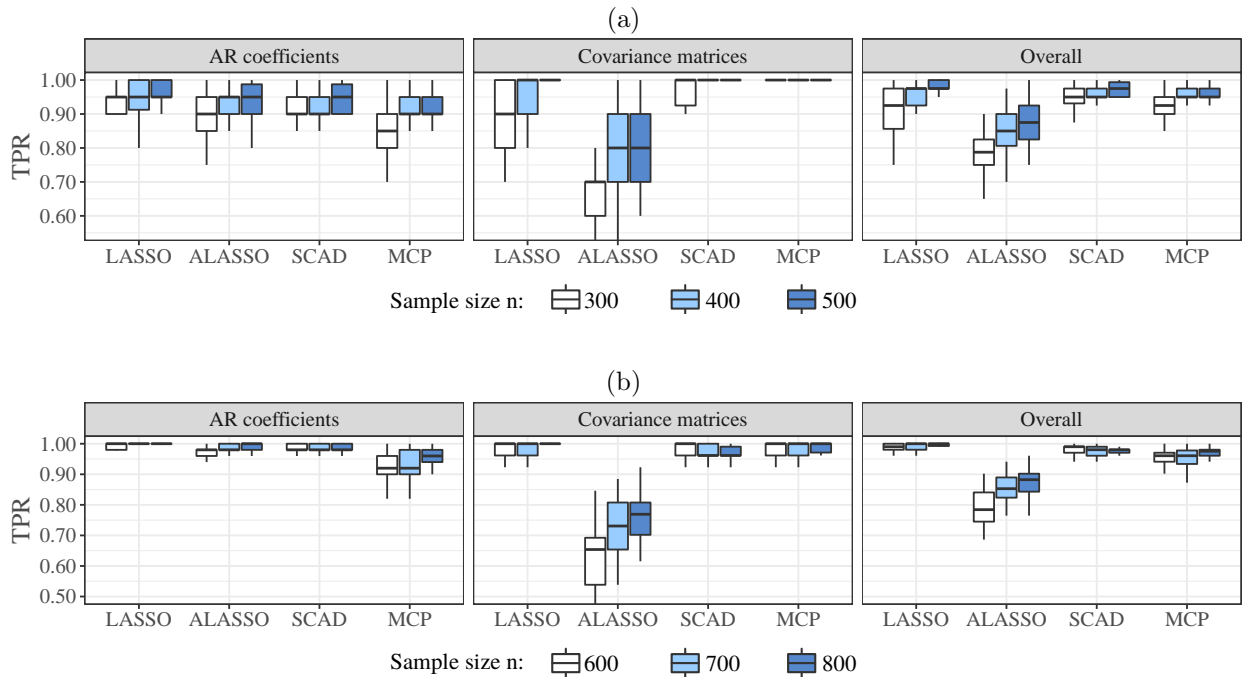 (a)
AR coefficients Covariance matrices Overall
TPR
1.00
0.90
0.80
0.70
0.60
LASSO ALASSO SCAD MCP LASSO ALASSO SCAD MCP LASSO ALASSO SCAD MCP
Sample size n: 300 400 500
(b)
AR coefficients Covariance matrices Overall
TPR
1.00
0.90
0.80
0.70
0.60
0.50
LASSO ALASSO SCAD MCP LASSO ALASSO SCAD MCP LASSO ALASSO SCAD MCP
Sample size n: 600 700 800